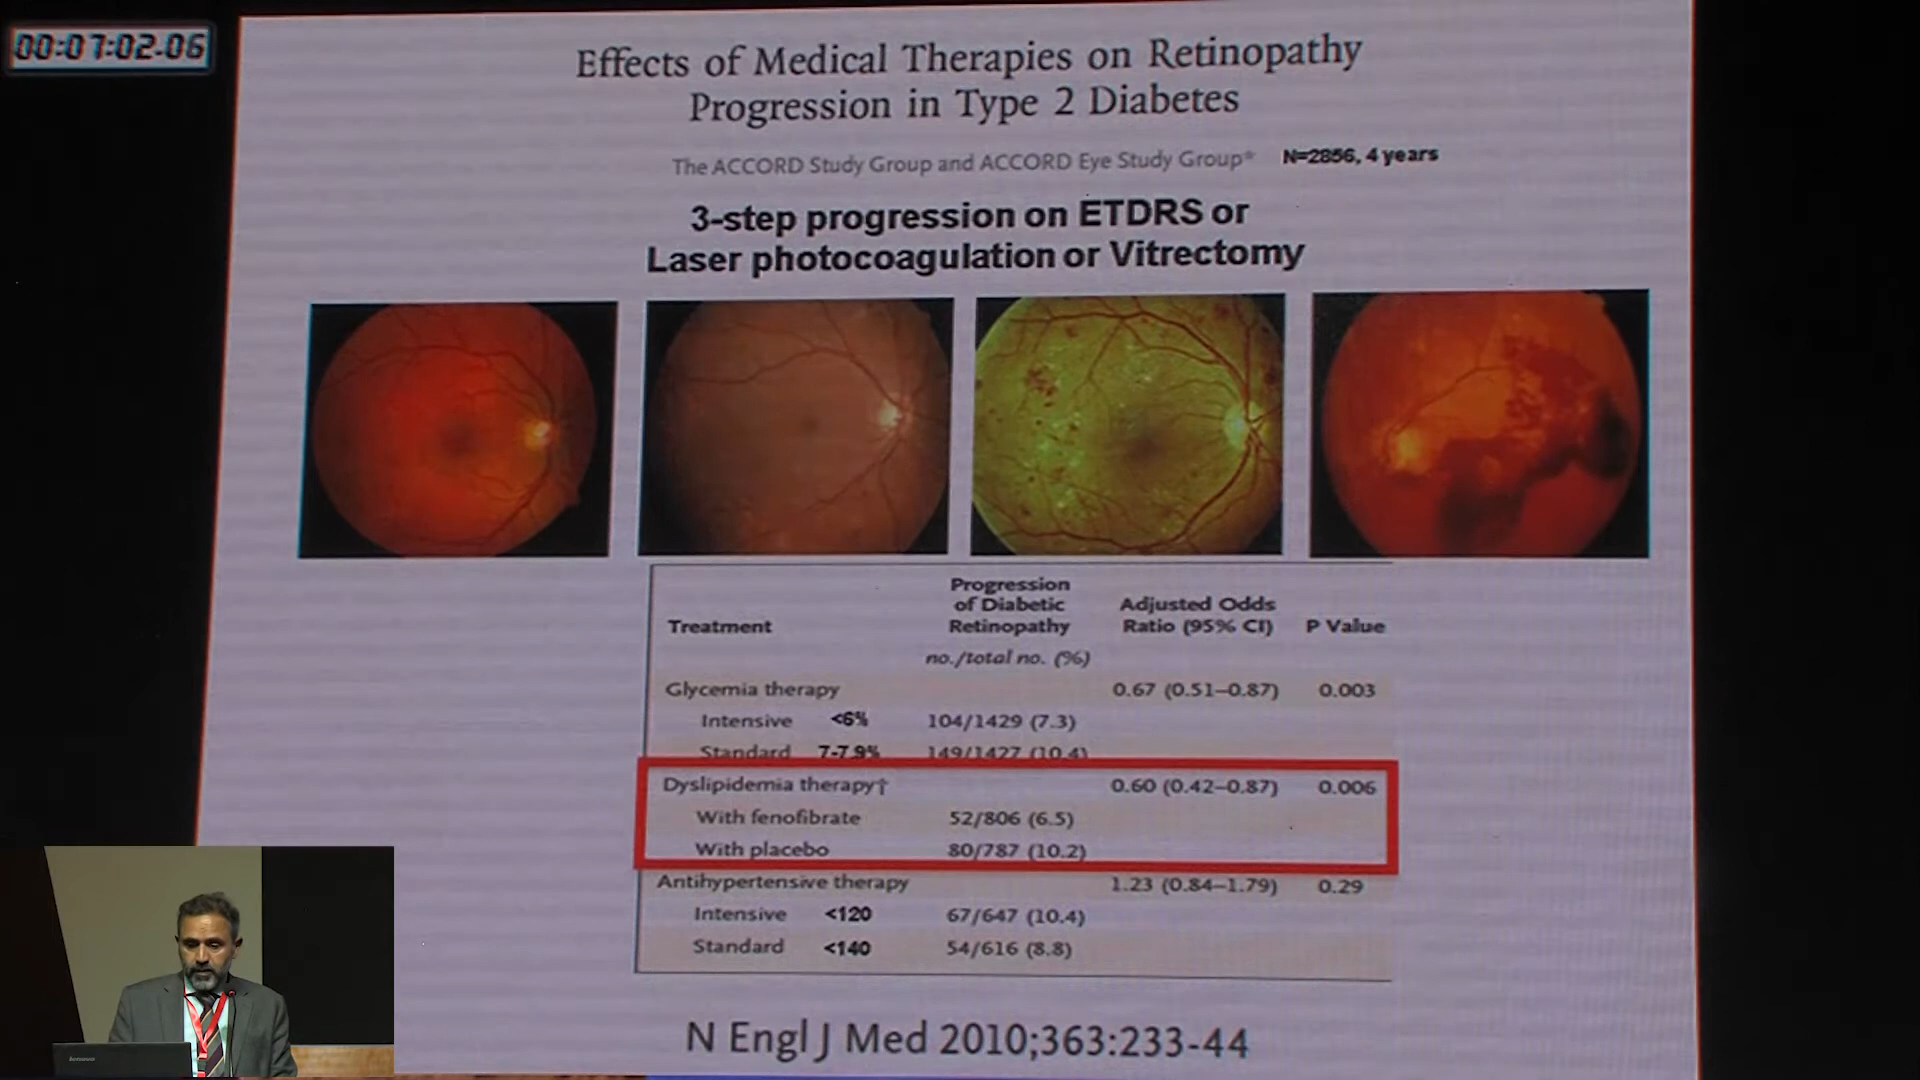 00:07:02-06
Effects of Medical Therapies on Retinopathy
Progression in Type 2 Diabetes
The ACCORD Study Group and ACCORD Eye Study Group* N=2856, 4 years
3-step progression on ETDRS or
Laser photocoagulation or Vitrectomy
Treatment Progression of Diabetic Retinopathy Adjusted Odds Ratio (95% CI) P Value
no./total no. (%)
Glycemia therapy 0.67 (0.51–0.87) 0.003
Intensive <6% 104/1429 (7.3)
Standard 7-7.9% 149/1427 (10.4)
Dyslipidemia therapy† 0.60 (0.42–0.87) 0.006
With fenofibrate 52/806 (6.5)
With placebo 80/787 (10.2)
Antihypertensive therapy 1.23 (0.84–1.79) 0.29
Intensive <120 67/647 (10.4)
Standard <140 54/616 (8.8)
N Engl J Med 2010;363:233-44
lenovo